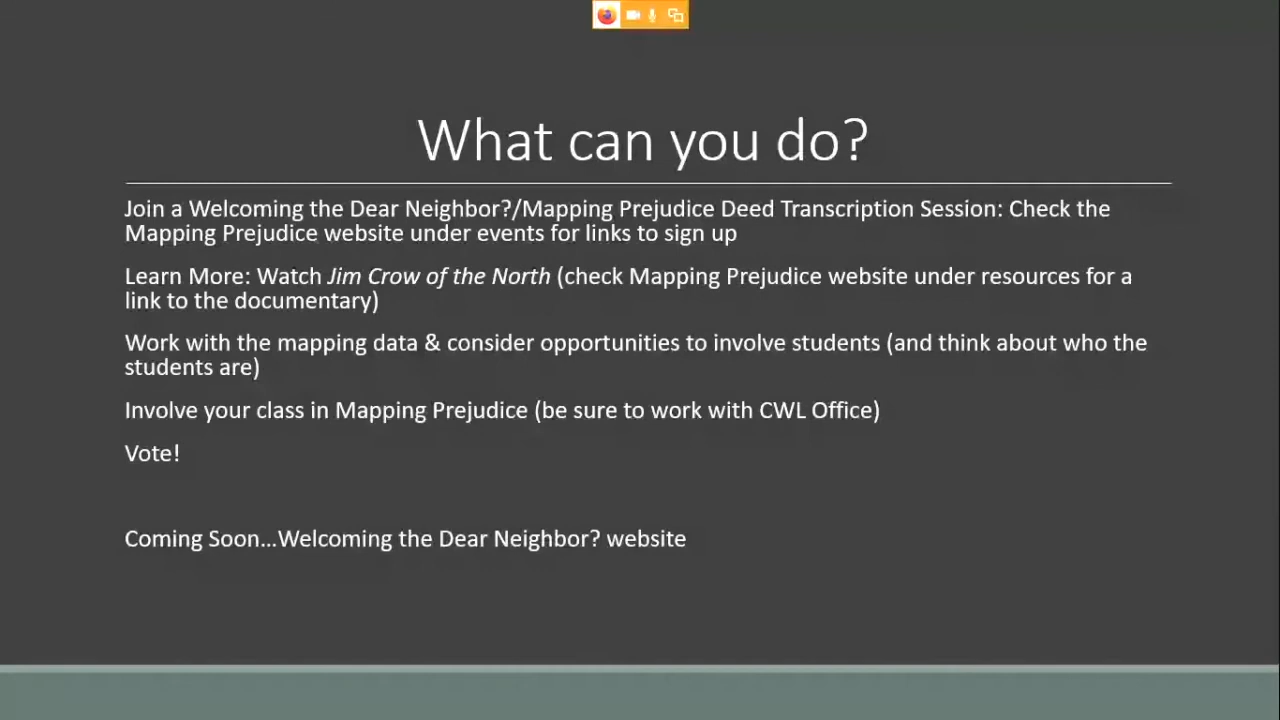 What can you do?
Join a Welcoming the Dear Neighbor?/Mapping Prejudice Deed Transcription Session: Check the
Mapping Prejudice website under events for links to sign up
Learn More: Watch Jim Crow of the North (check Mapping Prejudice website under resources for a
link to the documentary)
Work with the mapping data & consider opportunities to involve students (and think about who the
students are)
Involve your class in Mapping Prejudice (be sure to work with CWL Office)
Vote!
Coming Soon…Welcoming the Dear Neighbor? website